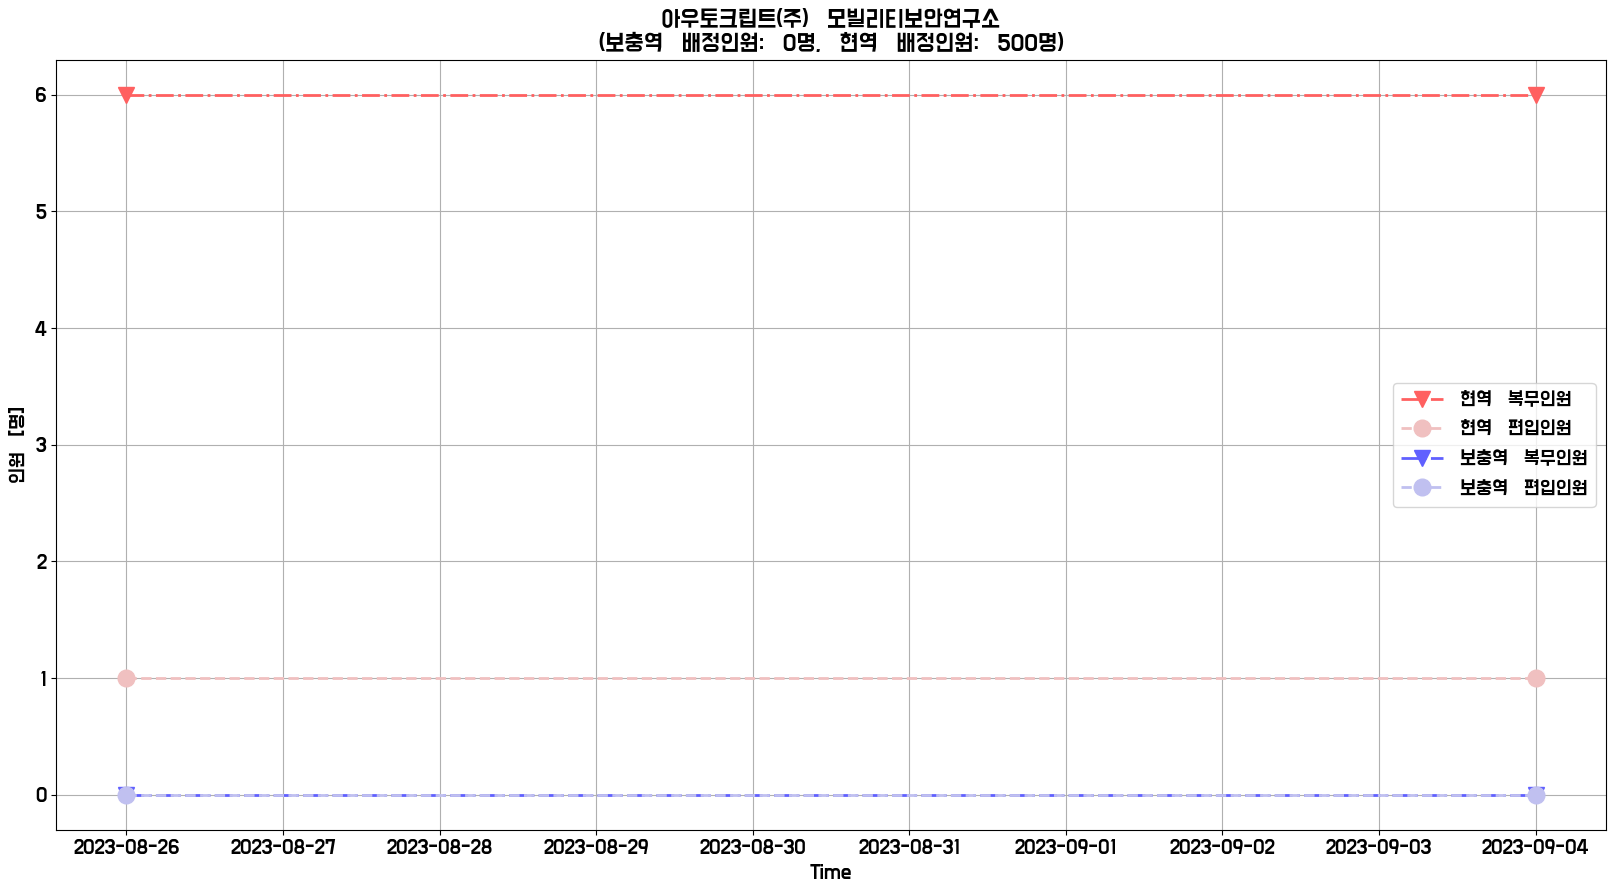 아우토크립트(주) 모빌리티보안연구소
(보충역 배정인원: 0명, 현역 배정인원: 500명)
인원 [명]
6
5
4
3
2
1
0
현역 복무인원
현역 편입인원
보충역 복무인원
보충역 편입인원
2023-08-26 2023-08-27 2023-08-28 2023-08-29 2023-08-30 2023-08-31 2023-09-01 2023-09-02 2023-09-03 2023-09-04
Time